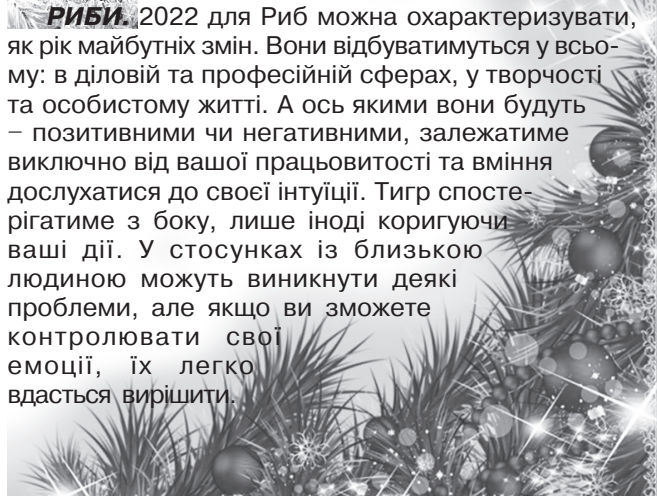 РИБИ. 2022 для Риб можна охарактеризувати,
як рік майбутніх змін. Вони відбуватимуться у всьо-
му: в діловій та професійній сферах, у творчості
та особистому житті. А ось якими вони будуть
– позитивними чи негативними, залежатиме
виключно від вашої працьовитості та вміння
дослухатися до своєї інтуїції. Тигр спосте-
рігатиме з боку, лише іноді коригуючи
ваші дії. У стосунках із близькою
людиною можуть виникнути деякі
проблеми, але якщо ви зможете
контролювати свої
емоції, їх легко
вдасться вирішити.